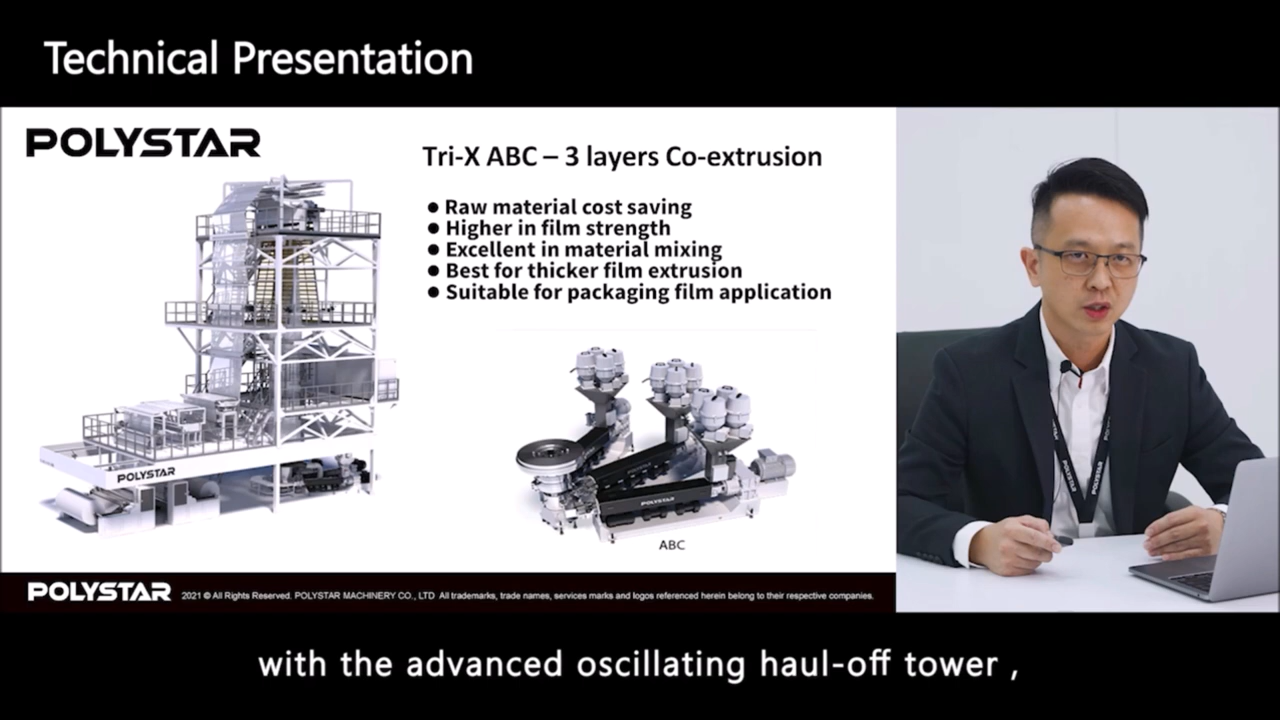 Technical Presentation
POLYSTAR
Tri-X ABC – 3 layers Co-extrusion
● Raw material cost saving
● Higher in film strength
● Excellent in material mixing
● Best for thicker film extrusion
● Suitable for packaging film application
POLYSTAR
POLYSTAR
ABC
POLYSTAR
POLYSTAR 2021 © All Rights Reserved. POLYSTAR MACHINERY CO., LTD All trademarks, trade names, services marks and logos referenced herein belong to their respective companies.
with the advanced oscillating haul-off tower ,